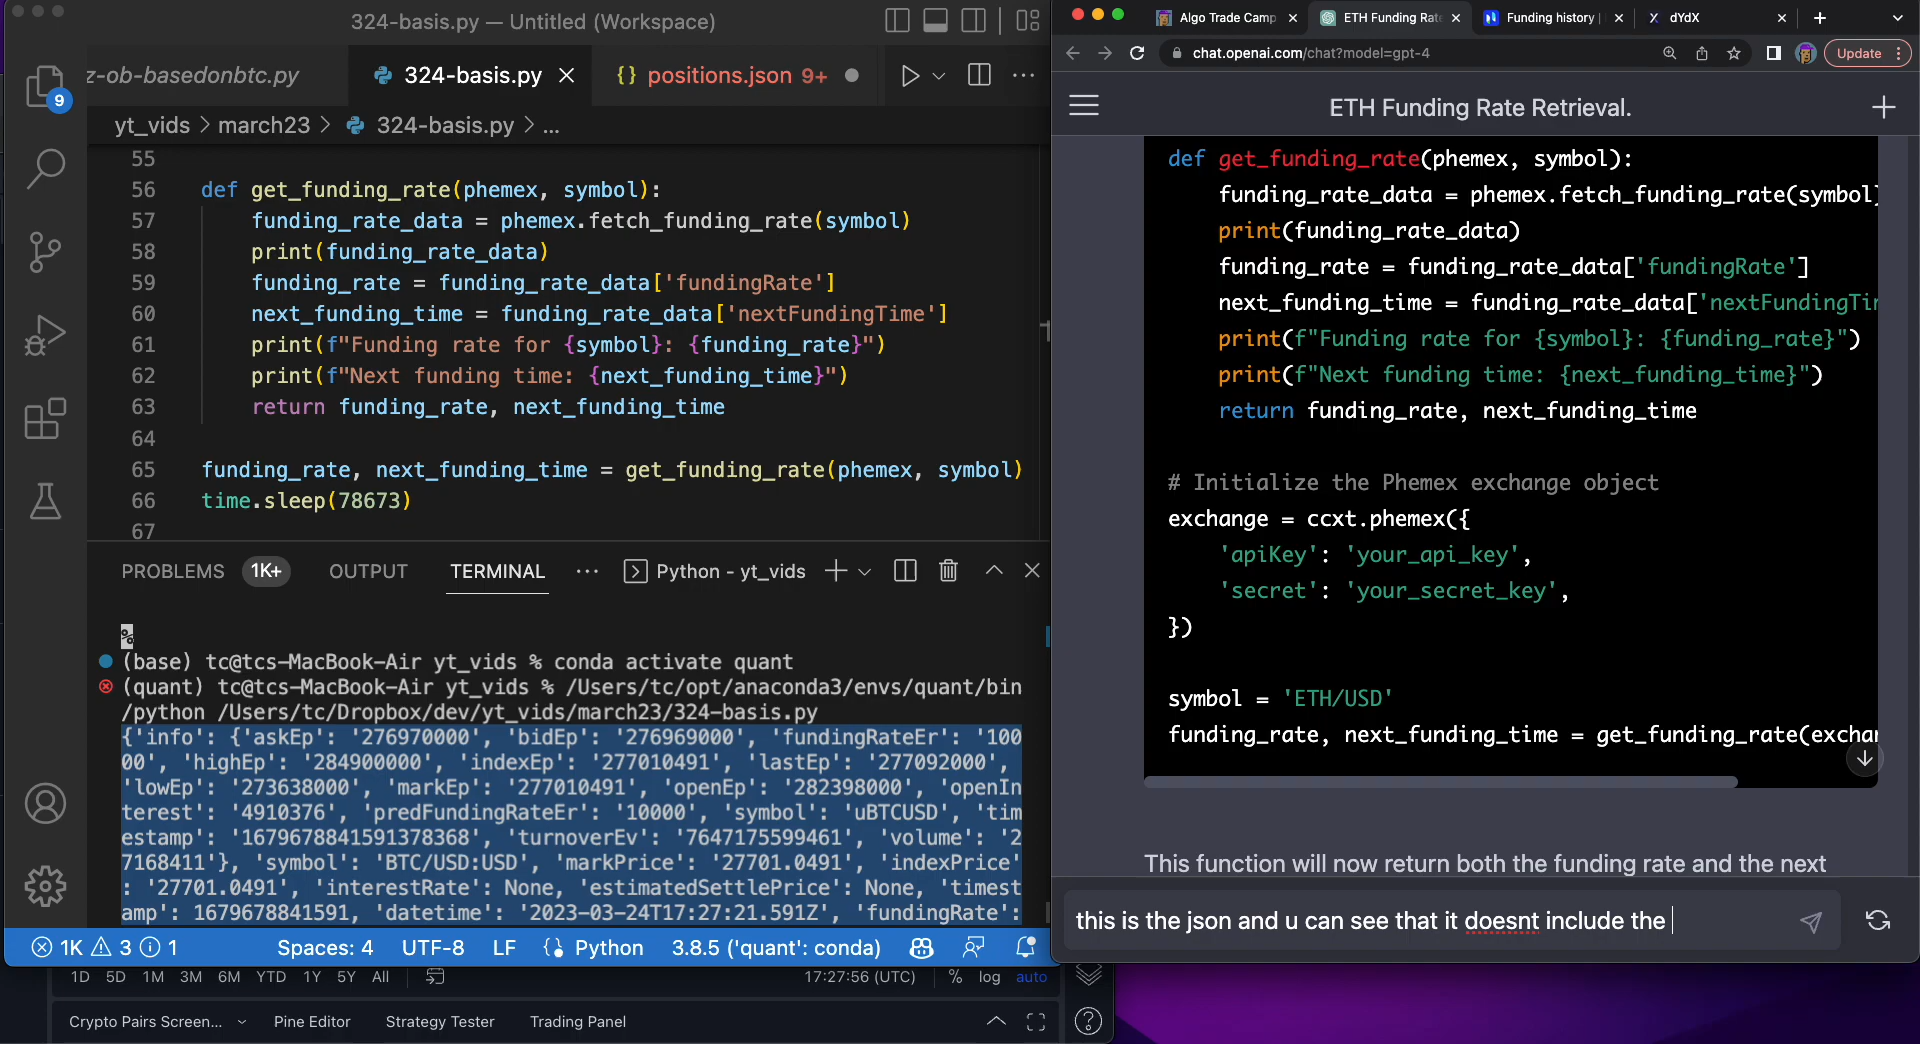 324-basis.py — Untitled (Workspace)
z-ob-basedonbtc.py
324-basis.py
{} positions.json 9+
9
yt_vids > march23 > 324-basis.py > ...
55
56 def get_funding_rate(phemex, symbol):
57 funding_rate_data = phemex.fetch_funding_rate(symbol)
58 print(funding_rate_data)
59 funding_rate = funding_rate_data['fundingRate']
60 next_funding_time = funding_rate_data['nextFundingTime']
61 print(f"Funding rate for {symbol}: {funding_rate}")
62 print(f"Next funding time: {next_funding_time}")
63 return funding_rate, next_funding_time
64
65 funding_rate, next_funding_time = get_funding_rate(phemex, symbol)
66 time.sleep(78673)
67
PROBLEMS 1K+ OUTPUT TERMINAL ··· Python - yt_vids
%
(base) tc@tcs-MacBook-Air yt_vids % conda activate quant
(quant) tc@tcs-MacBook-Air yt_vids % /Users/tc/opt/anaconda3/envs/quant/bin
/python /Users/tc/Dropbox/dev/yt_vids/march23/324-basis.py
{'info': {'askEp': '276970000', 'bidEp': '276969000', 'fundingRateEr': '100
00', 'highEp': '284900000', 'indexEp': '277010491', 'lastEp': '277092000',
'lowEp': '273638000', 'markEp': '277010491', 'openEp': '282398000', 'openIn
terest': '4910376', 'predFundingRateEr': '10000', 'symbol': 'uBTCUSD', 'tim
estamp': '1679678841591378368', 'turnoverEv': '7647175599461', 'volume': '2
7168411'}, 'symbol': 'BTC/USD:USD', 'markPrice': '27701.0491', 'indexPrice'
: '27701.0491', 'interestRate': None, 'estimatedSettlePrice': None, 'timest
amp': 1679678841591, 'datetime': '2023-03-24T17:27:21.591Z', 'fundingRate':
1K 3 1 Spaces: 4 UTF-8 LF {} Python 3.8.5 ('quant': conda)
1D 5D 1M 3M 6M YTD 1Y 5Y All 17:27:56 (UTC) % log auto
Crypto Pairs Screen... Pine Editor Strategy Tester Trading Panel
Algo Trade Camp
ETH Funding Rate
Funding history |
dYdX
chat.openai.com/chat?model=gpt-4
Update
ETH Funding Rate Retrieval.
def get_funding_rate(phemex, symbol):
funding_rate_data = phemex.fetch_funding_rate(symbol)
print(funding_rate_data)
funding_rate = funding_rate_data['fundingRate']
next_funding_time = funding_rate_data['nextFundingTim
print(f"Funding rate for {symbol}: {funding_rate}")
print(f"Next funding time: {next_funding_time}")
return funding_rate, next_funding_time
# Initialize the Phemex exchange object
exchange = ccxt.phemex({
'apiKey': 'your_api_key',
'secret': 'your_secret_key',
})
symbol = 'ETH/USD'
funding_rate, next_funding_time = get_funding_rate(exchan
This function will now return both the funding rate and the next
this is the json and u can see that it doesnt include the